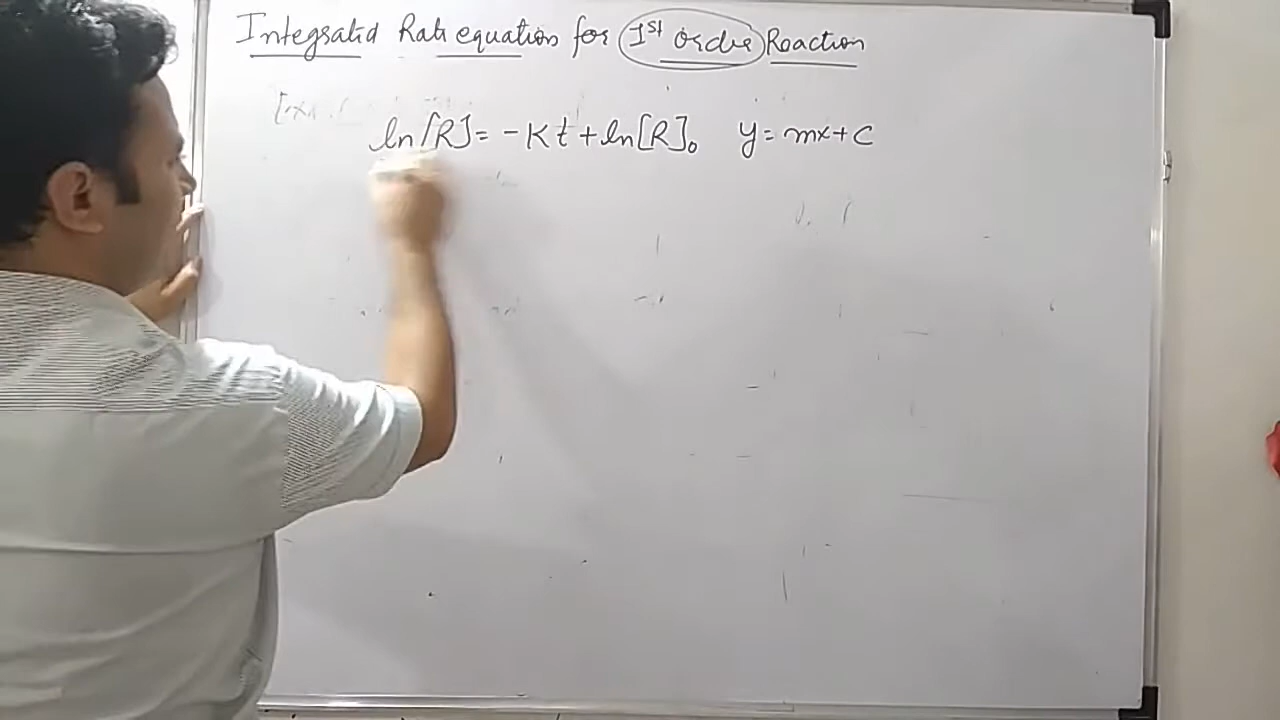 Integrated Rate equation for 1st order Reaction
ln[R] = -Kt + ln[R]₀ y = mx + c